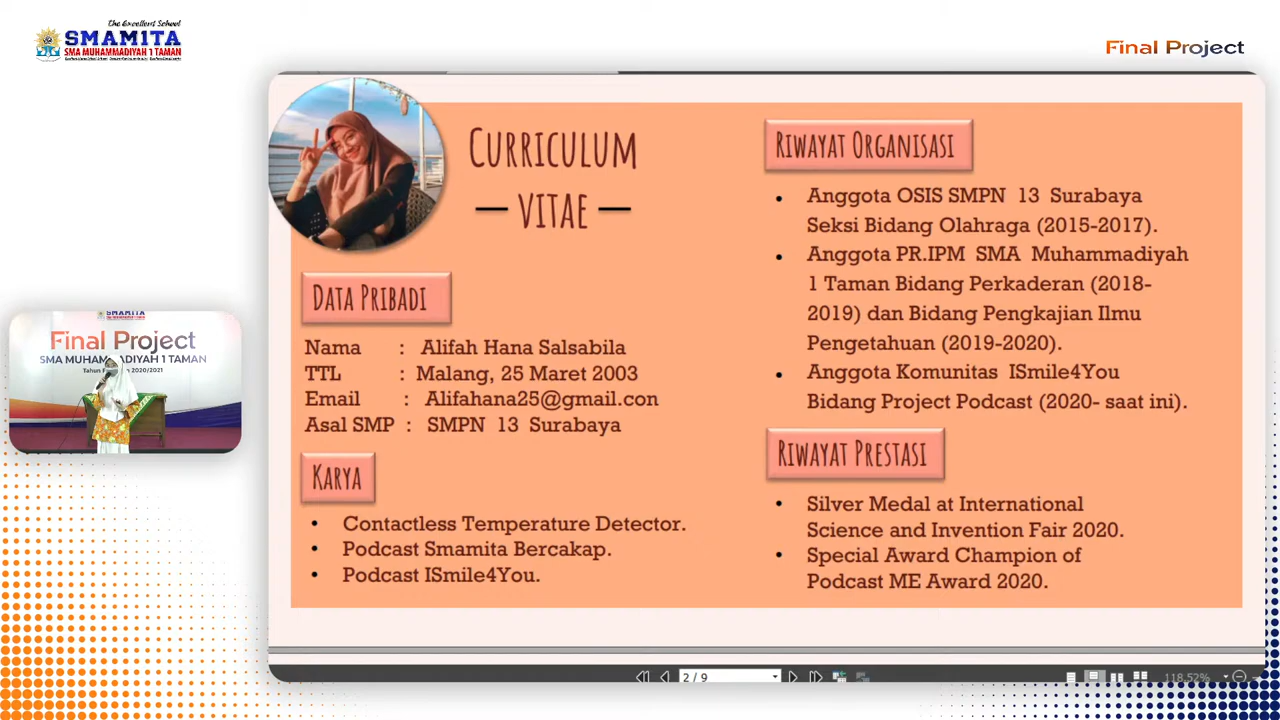 The Excellent School
SMAMITA
SMA MUHAMMADIYAH 1 TAMAN
Final Project
CURRICULUM
— VITAE —
DATA PRIBADI
Nama : Alifah Hana Salsabila
TTL : Malang, 25 Maret 2003
Email : Alifahana25@gmail.con
Asal SMP : SMPN 13 Surabaya
KARYA
• Contactless Temperature Detector.
• Podcast Smamita Bercakap.
• Podcast ISmile4You.
RIWAYAT ORGANISASI
• Anggota OSIS SMPN 13 Surabaya
Seksi Bidang Olahraga (2015-2017).
• Anggota PR.IPM SMA Muhammadiyah
1 Taman Bidang Perkaderan (2018-
2019) dan Bidang Pengkajian Ilmu
Pengetahuan (2019-2020).
• Anggota Komunitas ISmile4You
Bidang Project Podcast (2020- saat ini).
RIWAYAT PRESTASI
• Silver Medal at International
Science and Invention Fair 2020.
• Special Award Champion of
Podcast ME Award 2020.
SMAMITA
Final Project
SMA MUHAMMADIYAH 1 TAMAN
2 / 9
118.52%